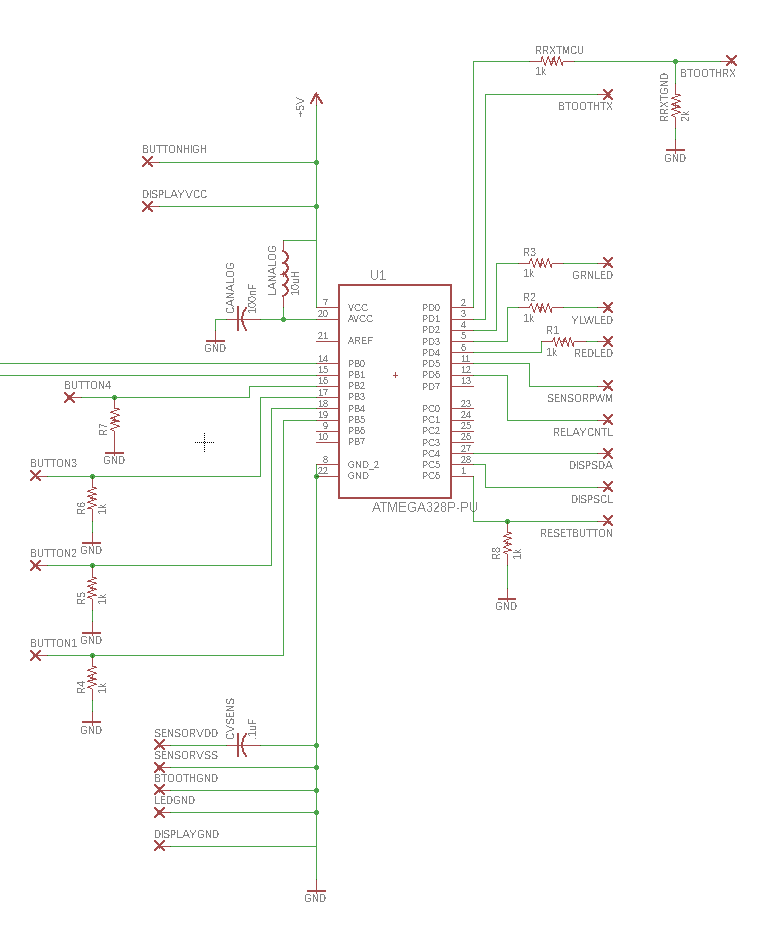 RRXTMCU
1k
BTOOTHRX
RRXTGND
2k
GND
BTOOTHTX
+5V
BUTTONHIGH
DISPLAYVCC
CANALOG
100nF
LANALOG
10uH
GND
U1
R3
1k
GRNLED
R2
1k
YLWLED
R1
1k
REDLED
7 VCC PD0 2
20 AVCC PD1 3
PD2 4
21 AREF PD3 5
PD4 6
14 PB0 PD5 11
15 PB1 PD6 12
16 PB2 PD7 13
17 PB3
18 PB4 PC0 23
19 PB5 PC1 24
9 PB6 PC2 25
10 PB7 PC3 26
PC4 27
8 GND_2 PC5 28
22 GND PC6 1
ATMEGA328P-PU
SENSORPWM
RELAYCNTL
DISPSDA
DISPSCL
RESETBUTTON
R8
1k
GND
BUTTON4
R7
GND
BUTTON3
R6
1k
GND
BUTTON2
R5
1k
GND
BUTTON1
R4
1k
GND
CVSENS
.1uF
SENSORVDD
SENSORVSS
BTOOTHGND
LEDGND
DISPLAYGND
GND